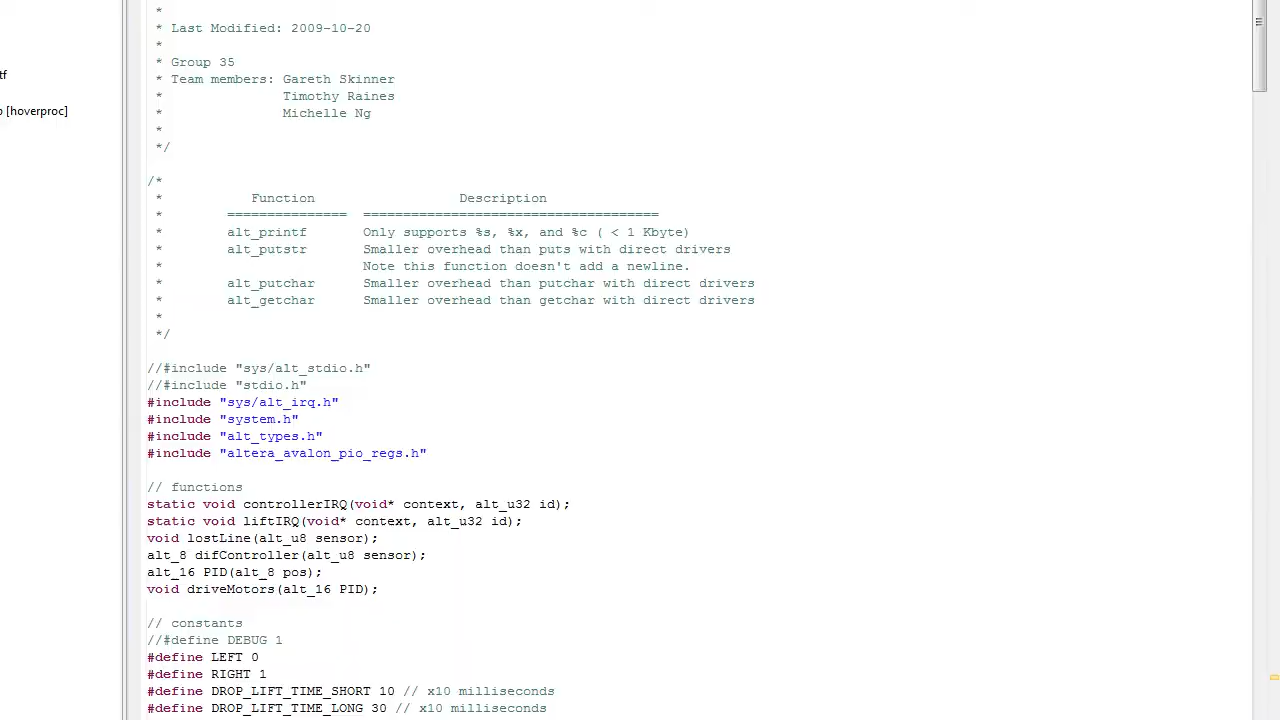 *
 * Last Modified: 2009-10-20
 *
 * Group 35
tf
 * Team members: Gareth Skinner
 *               Timothy Raines
[hoverproc]
 *               Michelle Ng
 *
 */
/*
 *           Function                  Description
 *        ===============  =====================================
 *        alt_printf       Only supports %s, %x, and %c ( < 1 Kbyte)
 *        alt_putstr       Smaller overhead than puts with direct drivers
 *                         Note this function doesn't add a newline.
 *        alt_putchar      Smaller overhead than putchar with direct drivers
 *        alt_getchar      Smaller overhead than getchar with direct drivers
 *
 */
//#include "sys/alt_stdio.h"
//#include "stdio.h"
#include "sys/alt_irq.h"
#include "system.h"
#include "alt_types.h"
#include "altera_avalon_pio_regs.h"
// functions
static void controllerIRQ(void* context, alt_u32 id);
static void liftIRQ(void* context, alt_u32 id);
void lostLine(alt_u8 sensor);
alt_8 difController(alt_u8 sensor);
alt_16 PID(alt_8 pos);
void driveMotors(alt_16 PID);
// constants
//#define DEBUG 1
#define LEFT 0
#define RIGHT 1
#define DROP_LIFT_TIME_SHORT 10 // x10 milliseconds
#define DROP_LIFT_TIME_LONG 30 // x10 milliseconds